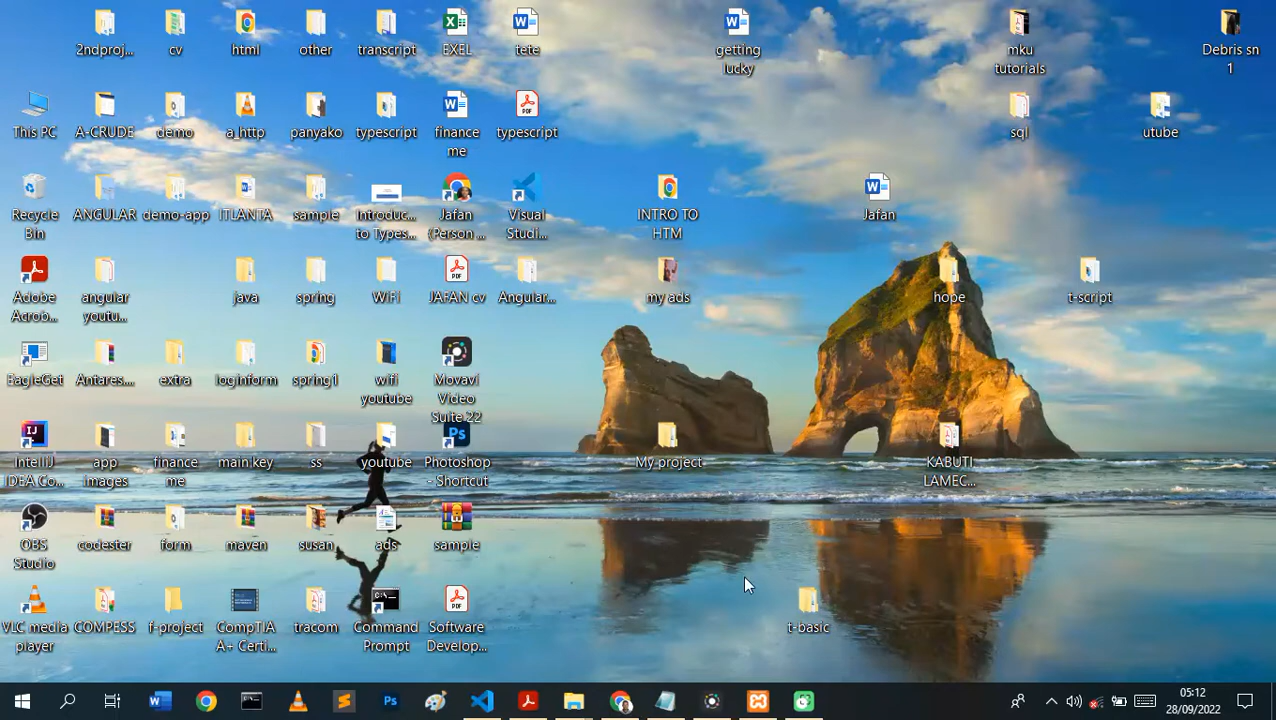 2ndproj...
cv
html
other
transcript
EXEL
tete
getting
lucky
mku
tutorials
Debris sn
1
This PC
A-CRUDE
demo
a_http
panyako
typescript
finance
me
typescript
sql
utube
Recycle
Bin
ANGULAR
demo-app
ITLANTA
sample
Introduc...
to Types...
Jafan
(Person ...
Visual
Studi...
INTRO TO
HTM
Jafan
Adobe
Acrob...
angular
youtu...
java
spring
WIFI
JAFAN cv
Angular...
my ads
hope
t-script
EagleGet
Antares....
extra
loginform
spring1
wifi
youtube
Movavi
Video
Suite 22
IntelliJ
IDEA Co...
app
images
finance
me
main key
ss
youtube
Photoshop
- Shortcut
My project
KABUTI
LAMEC...
OBS
Studio
codester
form
maven
susan
ads
sample
VLC media
player
COMPESS
f-project
CompTIA
A+ Certi...
tracom
Command
Prompt
Software
Develop...
t-basic
05:12
28/09/2022